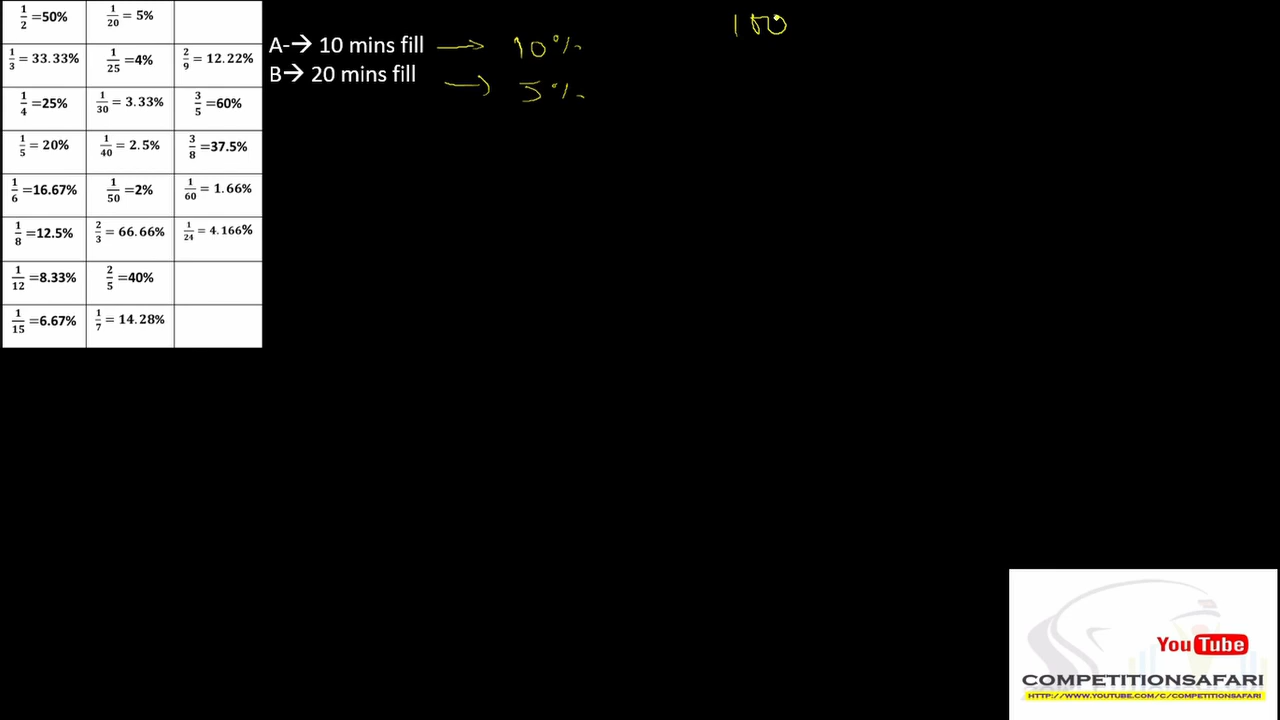 1/2 =50% 1/20 = 5%
1/3 = 33.33% 1/25 =4% 2/9 = 12.22%
1/4 =25% 1/30 = 3.33% 3/5 =60%
1/5 = 20% 1/40 = 2.5% 3/8 =37.5%
1/6 =16.67% 1/50 =2% 1/60 = 1.66%
1/8 =12.5% 2/3 = 66.66% 1/24 = 4.166%
1/12 =8.33% 2/5 =40%
1/15 =6.67% 1/7 = 14.28%
100
A-→ 10 mins fill → 10%
B→ 20 mins fill → 5%
YouTube
COMPETITIONSAFARI
HTTP://WWW.YOUTUBE.COM/C/COMPETITIONSAFARI